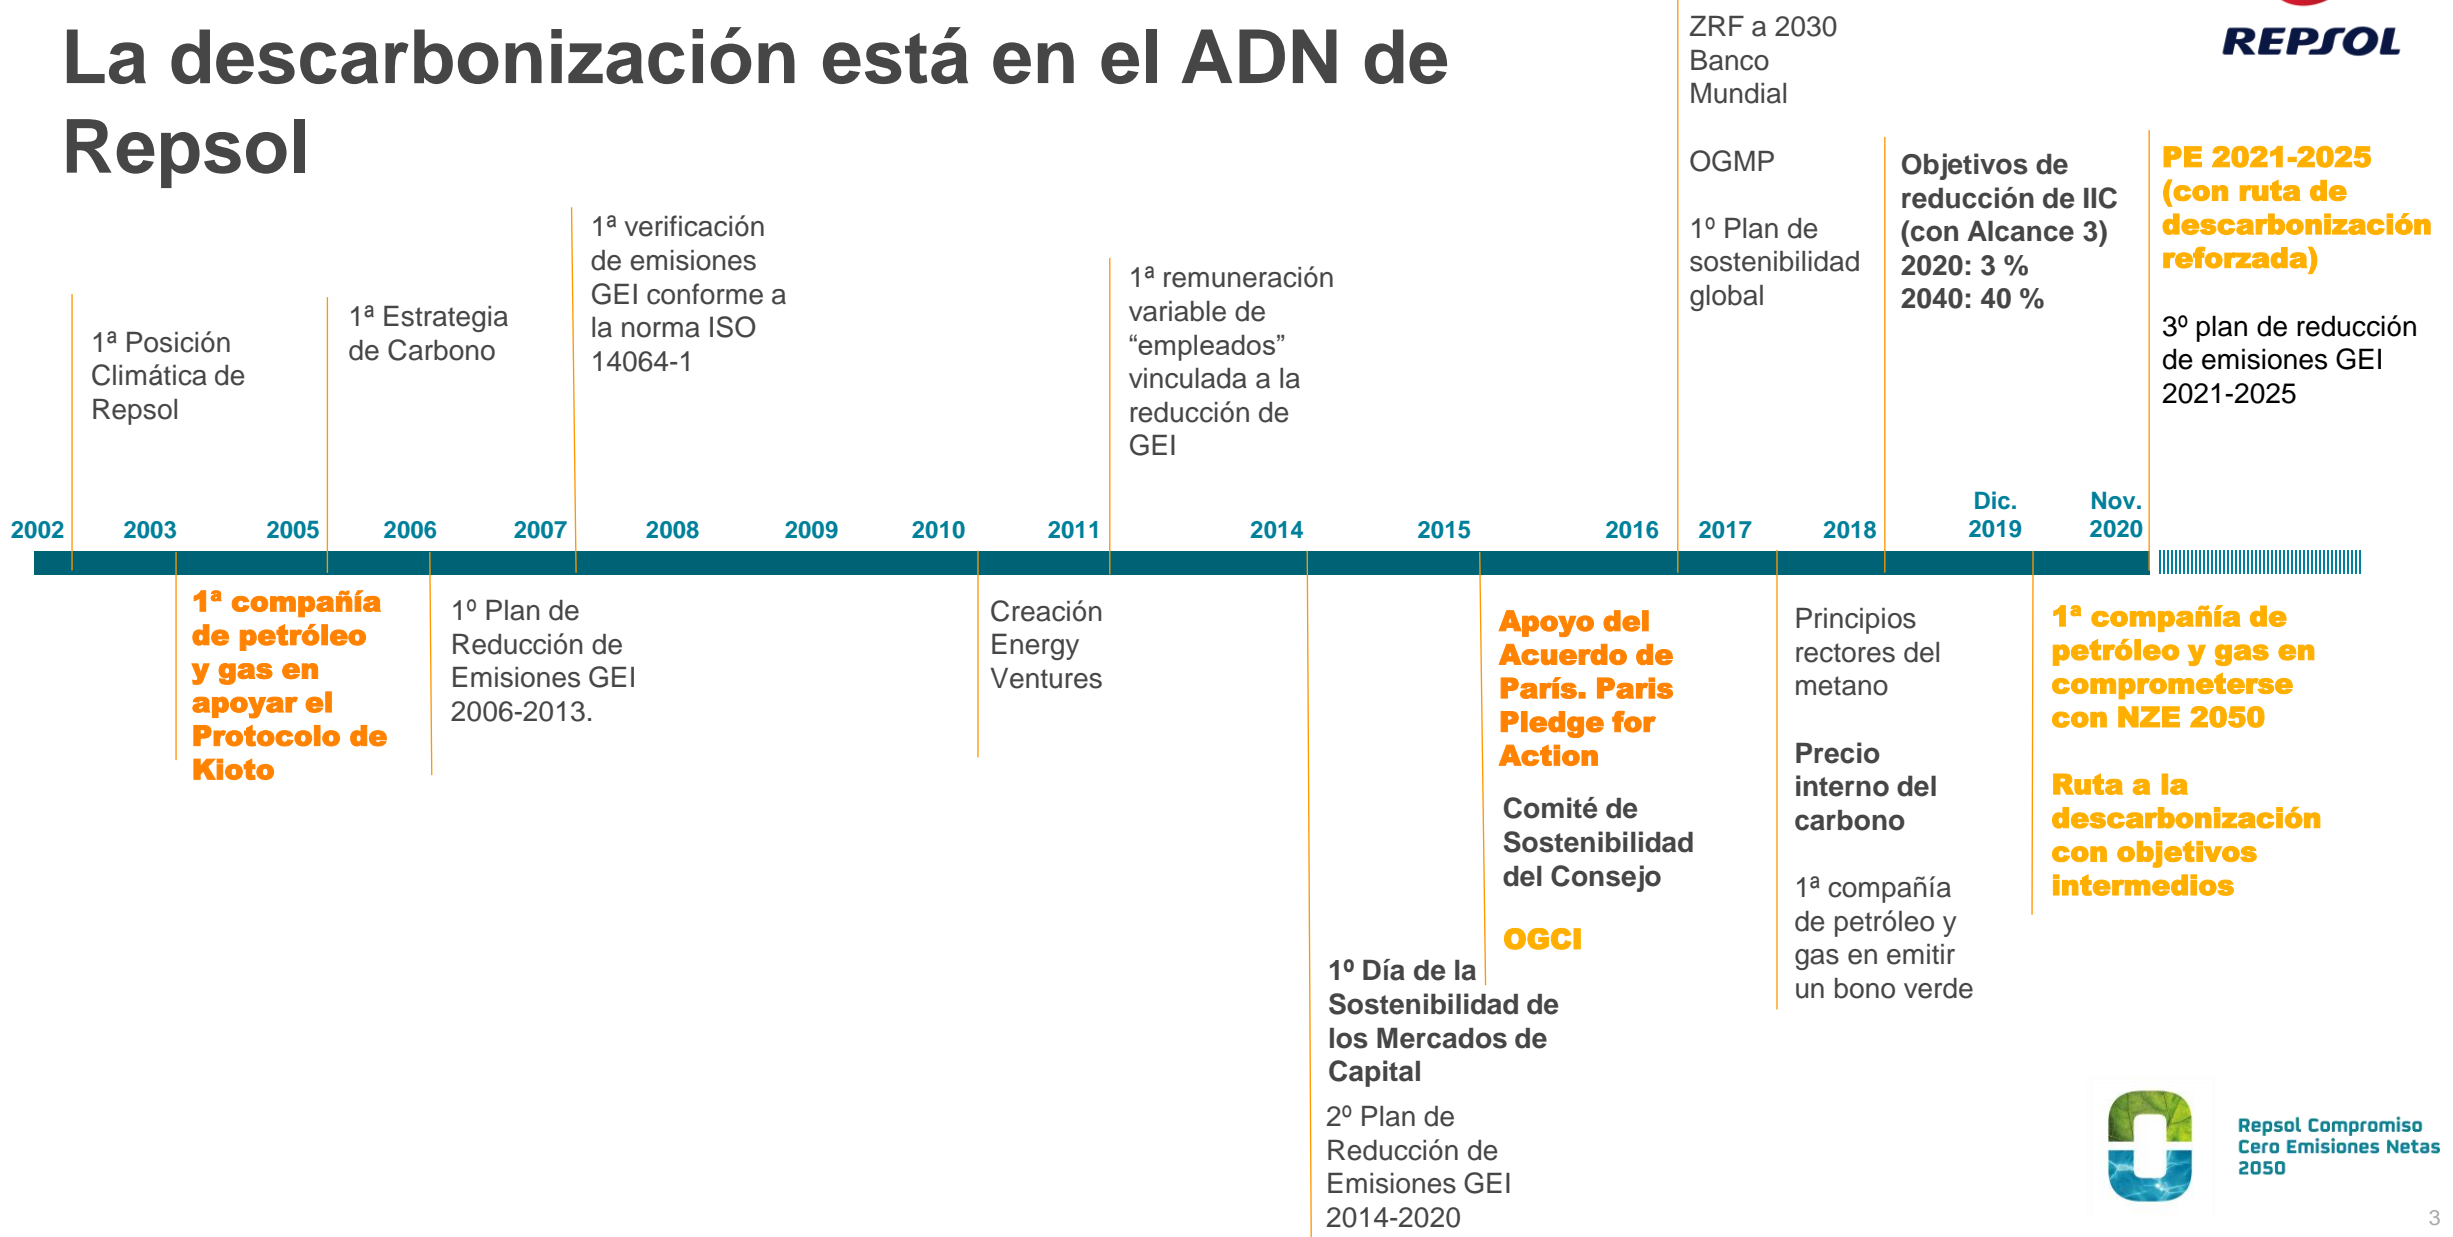 La descarbonización está en el ADN de
Repsol
REPSOL
1ª Posición
Climática de
Repsol
1ª Estrategia
de Carbono
1ª verificación
de emisiones
GEI conforme a
la norma ISO
14064-1
1ª remuneración
variable de
“empleados”
vinculada a la
reducción de
GEI
ZRF a 2030
Banco
Mundial
OGMP
1º Plan de
sostenibilidad
global
Objetivos de
reducción de IIC
(con Alcance 3)
2020: 3 %
2040: 40 %
PE 2021-2025
(con ruta de
descarbonización
reforzada)
3º plan de reducción
de emisiones GEI
2021-2025
2002 2003 2005 2006 2007 2008 2009 2010 2011 2014 2015 2016 2017 2018 Dic. 2019 Nov. 2020
1ª compañía
de petróleo
y gas en
apoyar el
Protocolo de
Kioto
1º Plan de
Reducción de
Emisiones GEI
2006-2013.
Creación
Energy
Ventures
1º Día de la
Sostenibilidad de
los Mercados de
Capital
2º Plan de
Reducción de
Emisiones GEI
2014-2020
Apoyo del
Acuerdo de
París. Paris
Pledge for
Action
Comité de
Sostenibilidad
del Consejo
OGCI
Principios
rectores del
metano
Precio
interno del
carbono
1ª compañía
de petróleo y
gas en emitir
un bono verde
1ª compañía de
petróleo y gas en
comprometerse
con NZE 2050
Ruta a la
descarbonización
con objetivos
intermedios
Repsol Compromiso
Cero Emisiones Netas
2050
3